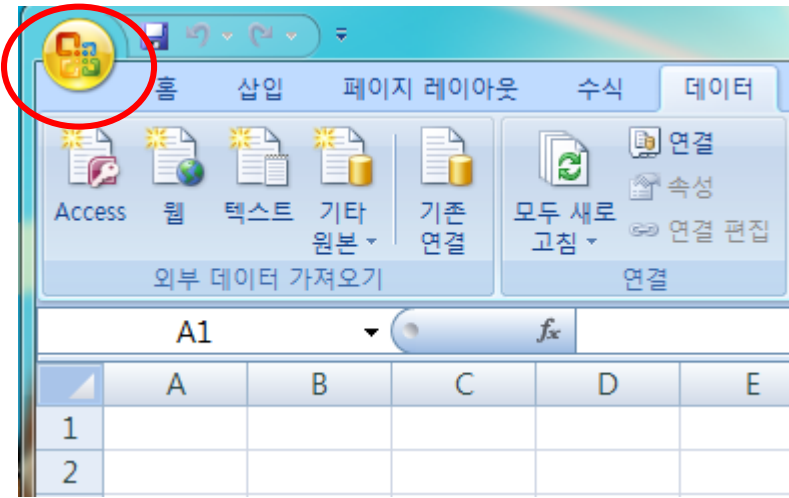 홈 삽입 페이지 레이아웃 수식 데이터
Access 웹 텍스트 기타 원본 기존 연결 모두 새로 고침
연결
속성
연결 편집
외부 데이터 가져오기 연결
A1 fx
A B C D E
1
2